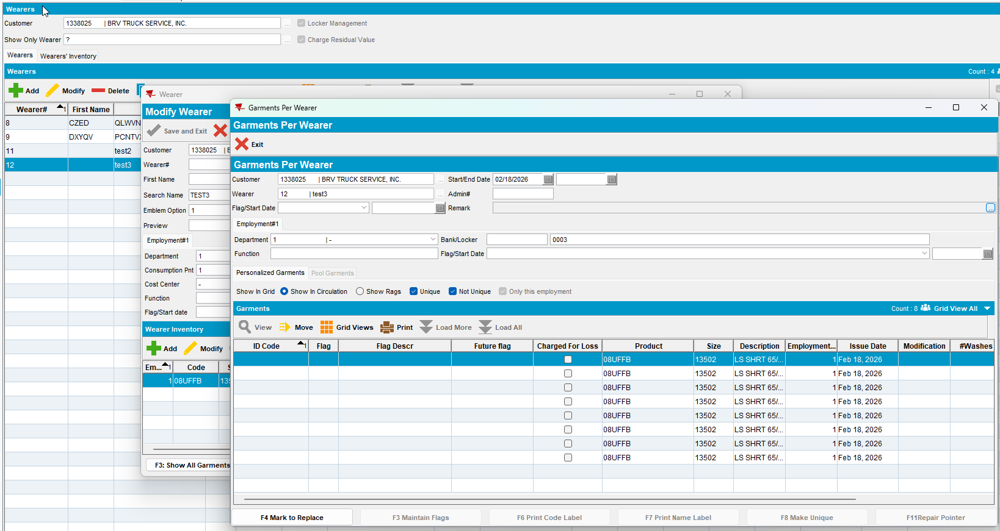 Wearers
Customer 1338025 | BRV TRUCK SERVICE, INC. ... Locker Management
Show Only Wearer ? ... Charge Residual Value
Wearers Wearers' Inventory
Wearers Count : 4
Add Modify Delete
Wearer# 1 First Name
8 CZED QLWVN
9 DXYQV PCNTV
11 test2
12 test3
Wearer
Modify Wearer
Save and Exit
Customer 1338025 |
Wearer#
First Name
Search Name TEST3
Emblem Option 1
Preview
Employment#1
Department 1
Consumption Pnt 1
Cost Center -
Function
Flag/Start date
Wearer Inventory
Add Modify
Em... 1 Code
1 08UFFB
F3: Show All Garments
Garments Per Wearer
Garments Per Wearer
Exit
Garments Per Wearer
Customer 1338025 | BRV TRUCK SERVICE, INC. ... Start/End Date 02/18/2026 16 16
Wearer 12 | test3 ... Admin#
Flag/Start Date 16 Remark ...
Employment#1
Department 1 | - Bank/Locker 0003
Function Flag/Start Date 16
Personalized Garments Pool Garments
Show In Grid Show In Circulation Show Rags Unique Not Unique Only this employment
Garments Count : 8 Grid View All
View Move Grid Views Print Load More Load All
ID Code 1 Flag Flag Descr Future flag Charged For Loss Product Size Description Employment... Issue Date Modification #Washes
08UFFB 13502 LS SHRT 65/... 1 Feb 18, 2026
08UFFB 13502 LS SHRT 65/... 1 Feb 18, 2026
08UFFB 13502 LS SHRT 65/... 1 Feb 18, 2026
08UFFB 13502 LS SHRT 65/... 1 Feb 18, 2026
08UFFB 13502 LS SHRT 65/... 1 Feb 18, 2026
08UFFB 13502 LS SHRT 65/... 1 Feb 18, 2026
08UFFB 13502 LS SHRT 65/... 1 Feb 18, 2026
08UFFB 13502 LS SHRT 65/... 1 Feb 18, 2026
F4 Mark to Replace F3 Maintain Flags F6 Print Code Label F7 Print Name Label F8 Make Unique F11Repair Pointer